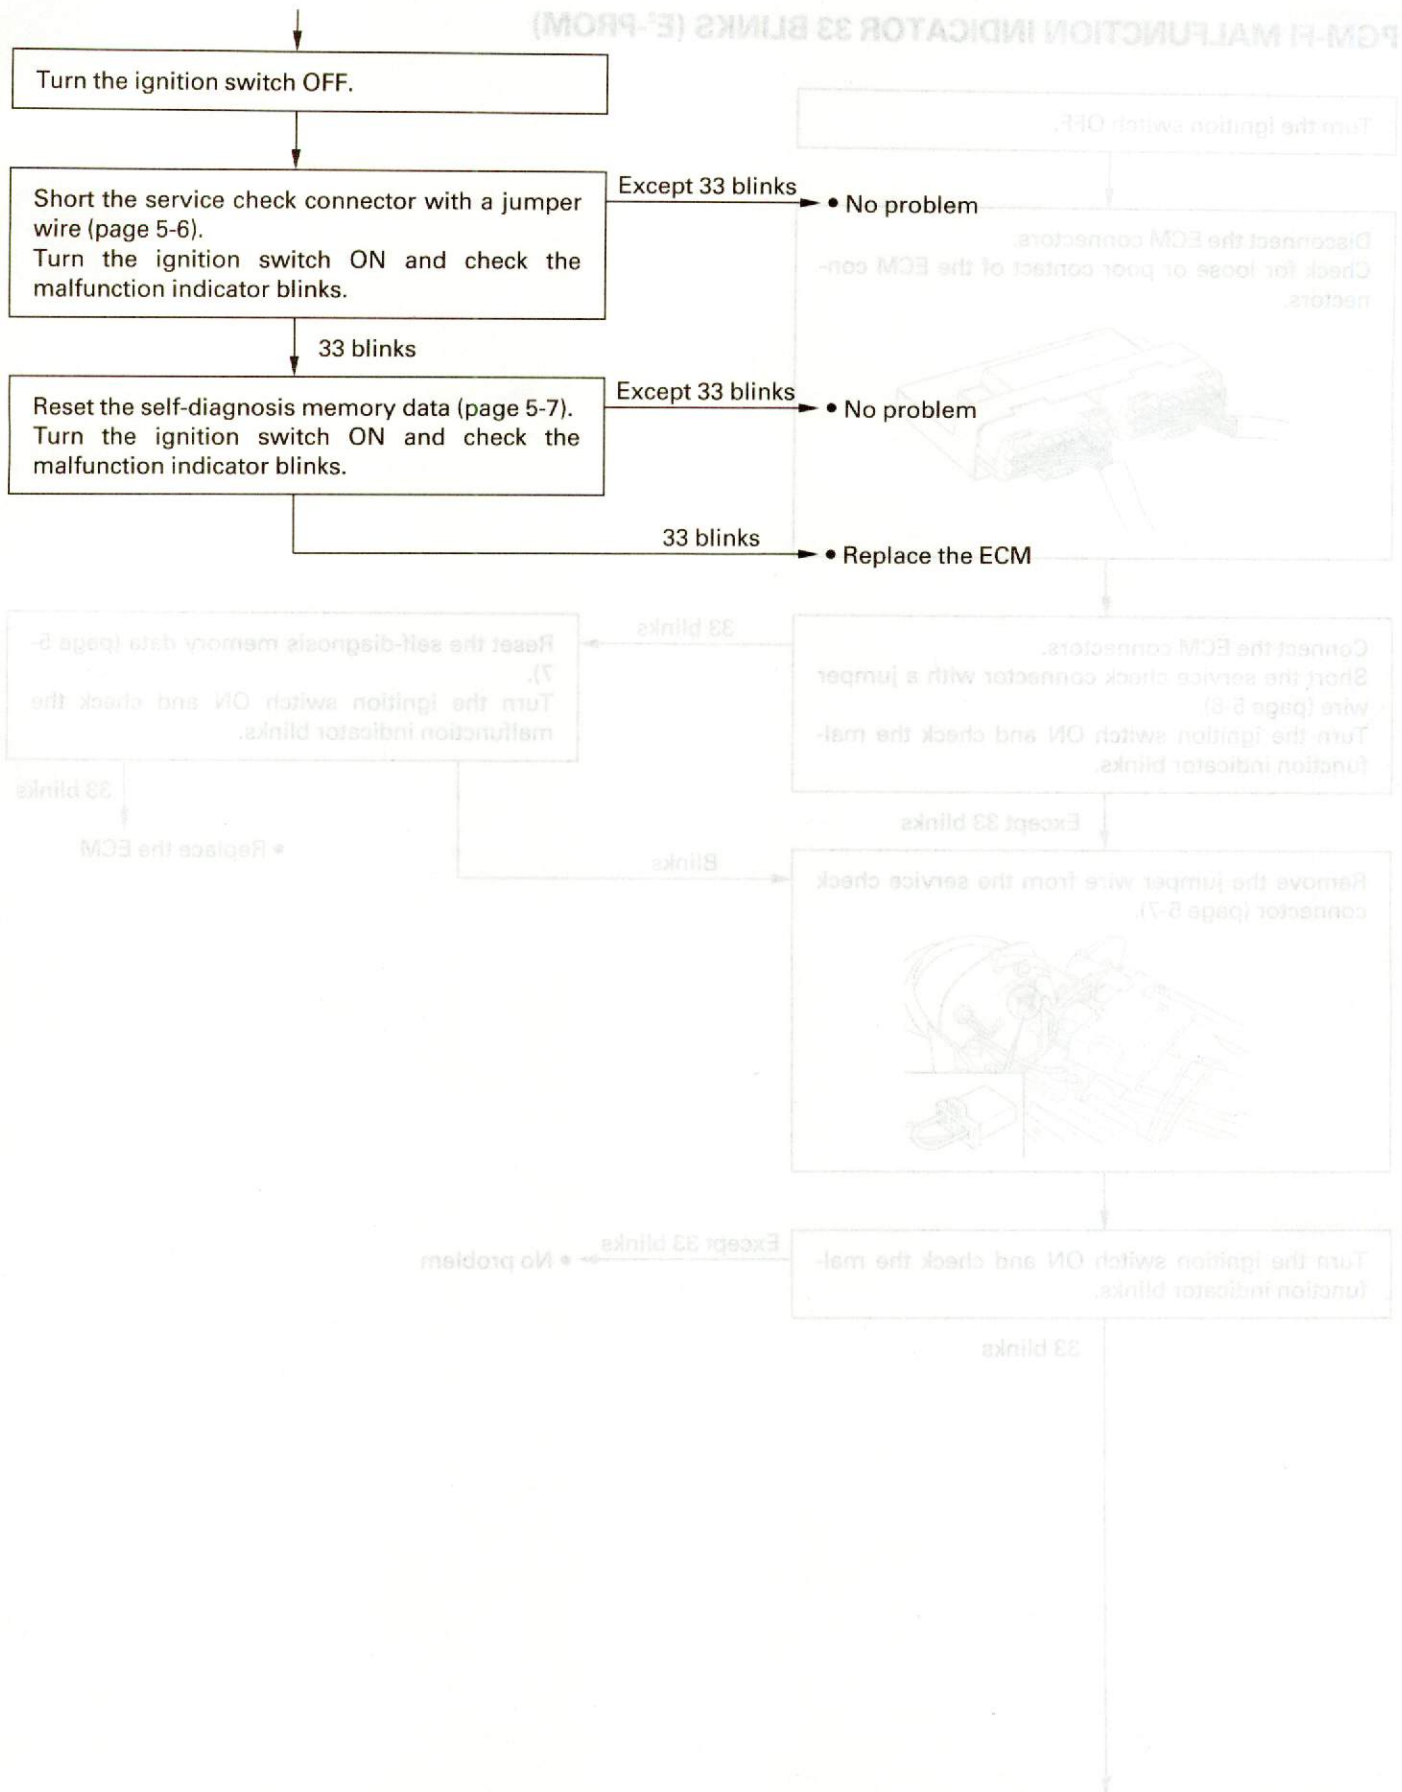 Turn the ignition switch OFF.
Short the service check connector with a jumper
wire (page 5-6).
Turn the ignition switch ON and check the
malfunction indicator blinks.
Except 33 blinks
• No problem
33 blinks
Reset the self-diagnosis memory data (page 5-7).
Turn the ignition switch ON and check the
malfunction indicator blinks.
Except 33 blinks
• No problem
33 blinks
• Replace the ECM